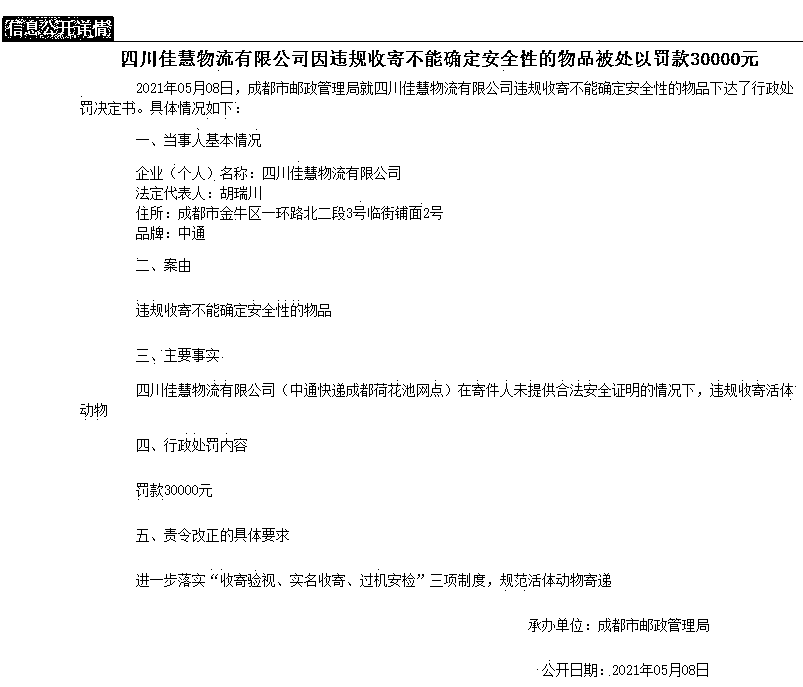 信息公开详情
四川佳慧物流有限公司因违规收寄不能确定安全性的物品被处以罚款30000元
2021年05月08日，成都市邮政管理局就四川佳慧物流有限公司违规收寄不能确定安全性的物品下达了行政处
罚决定书。具体情况如下：
一、当事人基本情况
企业（个人）名称：四川佳慧物流有限公司
法定代表人：胡瑞川
住所：成都市金牛区一环路北二段3号临街铺面2号
品牌：中通
二、案由
违规收寄不能确定安全性的物品
三、主要事实
四川佳慧物流有限公司（中通快递成都荷花池网点）在寄件人未提供合法安全证明的情况下，违规收寄活体
动物
四、行政处罚内容
罚款30000元
五、责令改正的具体要求
进一步落实“收寄验视、实名收寄、过机安检”三项制度，规范活体动物寄递
承办单位：成都市邮政管理局
公开日期：2021年05月08日